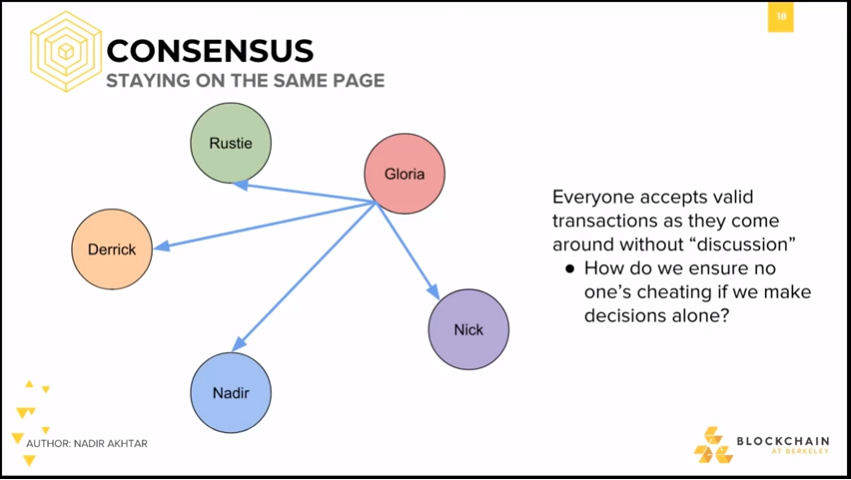 18
CONSENSUS
STAYING ON THE SAME PAGE
Rustie
Gloria
Derrick
Nick
Nadir
Everyone accepts valid
transactions as they come
around without “discussion”
● How do we ensure no
one’s cheating if we make
decisions alone?
AUTHOR: NADIR AKHTAR
BLOCKCHAIN
AT BERKELEY